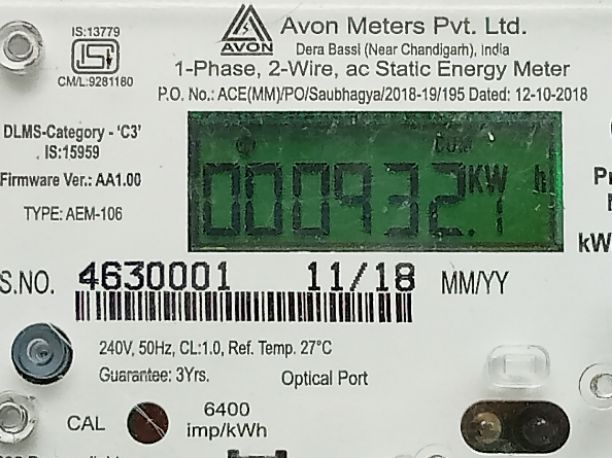 IS:13779
CM/L:9281180
AVON
Avon Meters Pvt. Ltd.
Dera Bassi (Near Chandigarh), India
1-Phase, 2-Wire, ac Static Energy Meter
P.O. No.: ACE(MM)/PO/Saubhagya/2018-19/195 Dated: 12-10-2018
DLMS-Category - 'C3'
IS:15959
Firmware Ver.: AA1.00
TYPE: AEM-106
CUM
000932.1 KW h
kW
S.NO. 4630001 11/18 MM/YY
240V, 50Hz, CL:1.0, Ref. Temp. 27°C
Guarantee: 3Yrs.
Optical Port
CAL
6400
imp/kWh